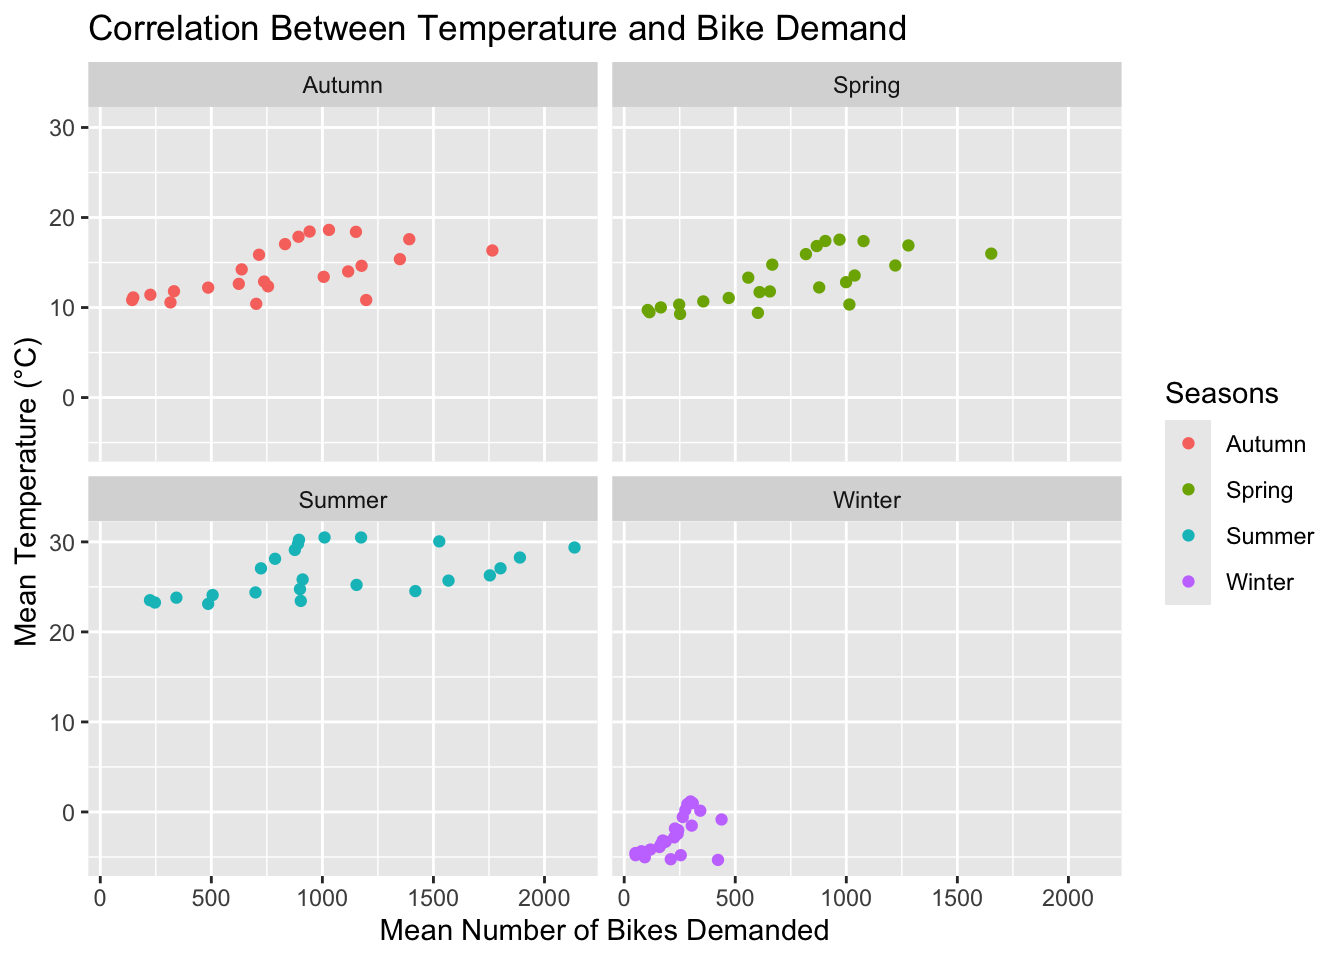 Correlation Between Temperature and Bike Demand
Autumn
Spring
30
20
10
0
Summer
Winter
30
20
10
0
0
500
1000
1500
2000
0
500
1000
1500
2000
Mean Number of Bikes Demanded
Mean Temperature (°C)
Seasons
Autumn
Spring
Summer
Winter